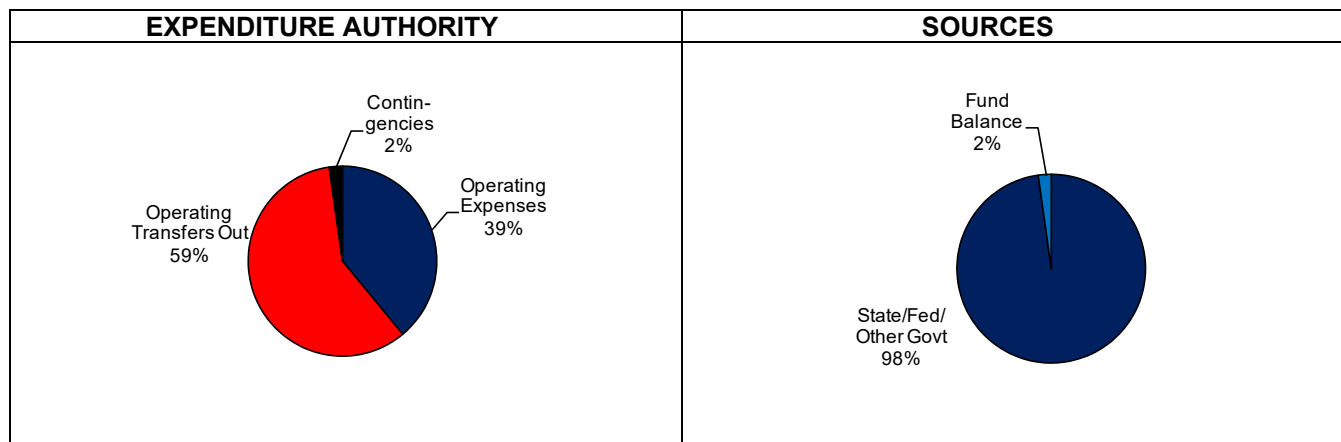 EXPENDITURE AUTHORITY
Contin-
gencies
2%
Operating
Expenses
39%
Operating
Transfers Out
59%
SOURCES
Fund
Balance
2%
State/Fed/
Other Govt
98%